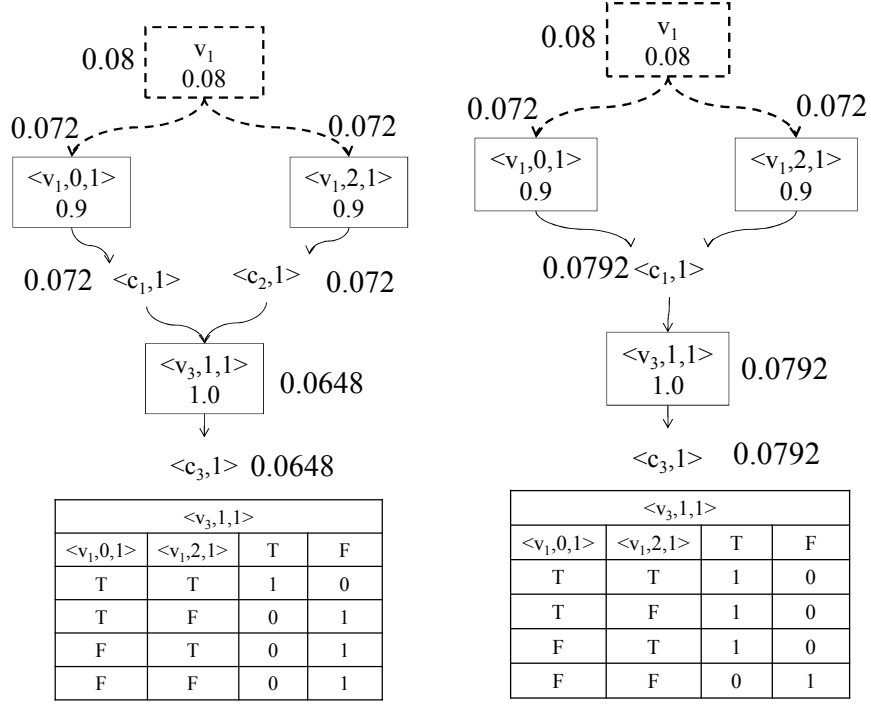 0.08
v₁
0.08
0.072
0.072
<v₁,0,1>
0.9
<v₁,2,1>
0.9
0.072
<c₁,1>
<c₂,1>
0.072
<v₃,1,1>
1.0
0.0648
<c₃,1>
0.0648
<v₃,1,1>
<v₁,0,1> <v₁,2,1> T F
T T 1 0
T F 0 1
F T 0 1
F F 0 1
0.08
v₁
0.08
0.072
0.072
<v₁,0,1>
0.9
<v₁,2,1>
0.9
0.0792
<c₁,1>
<v₃,1,1>
1.0
0.0792
<c₃,1>
0.0792
<v₃,1,1>
<v₁,0,1> <v₁,2,1> T F
T T 1 0
T F 1 0
F T 1 0
F F 0 1